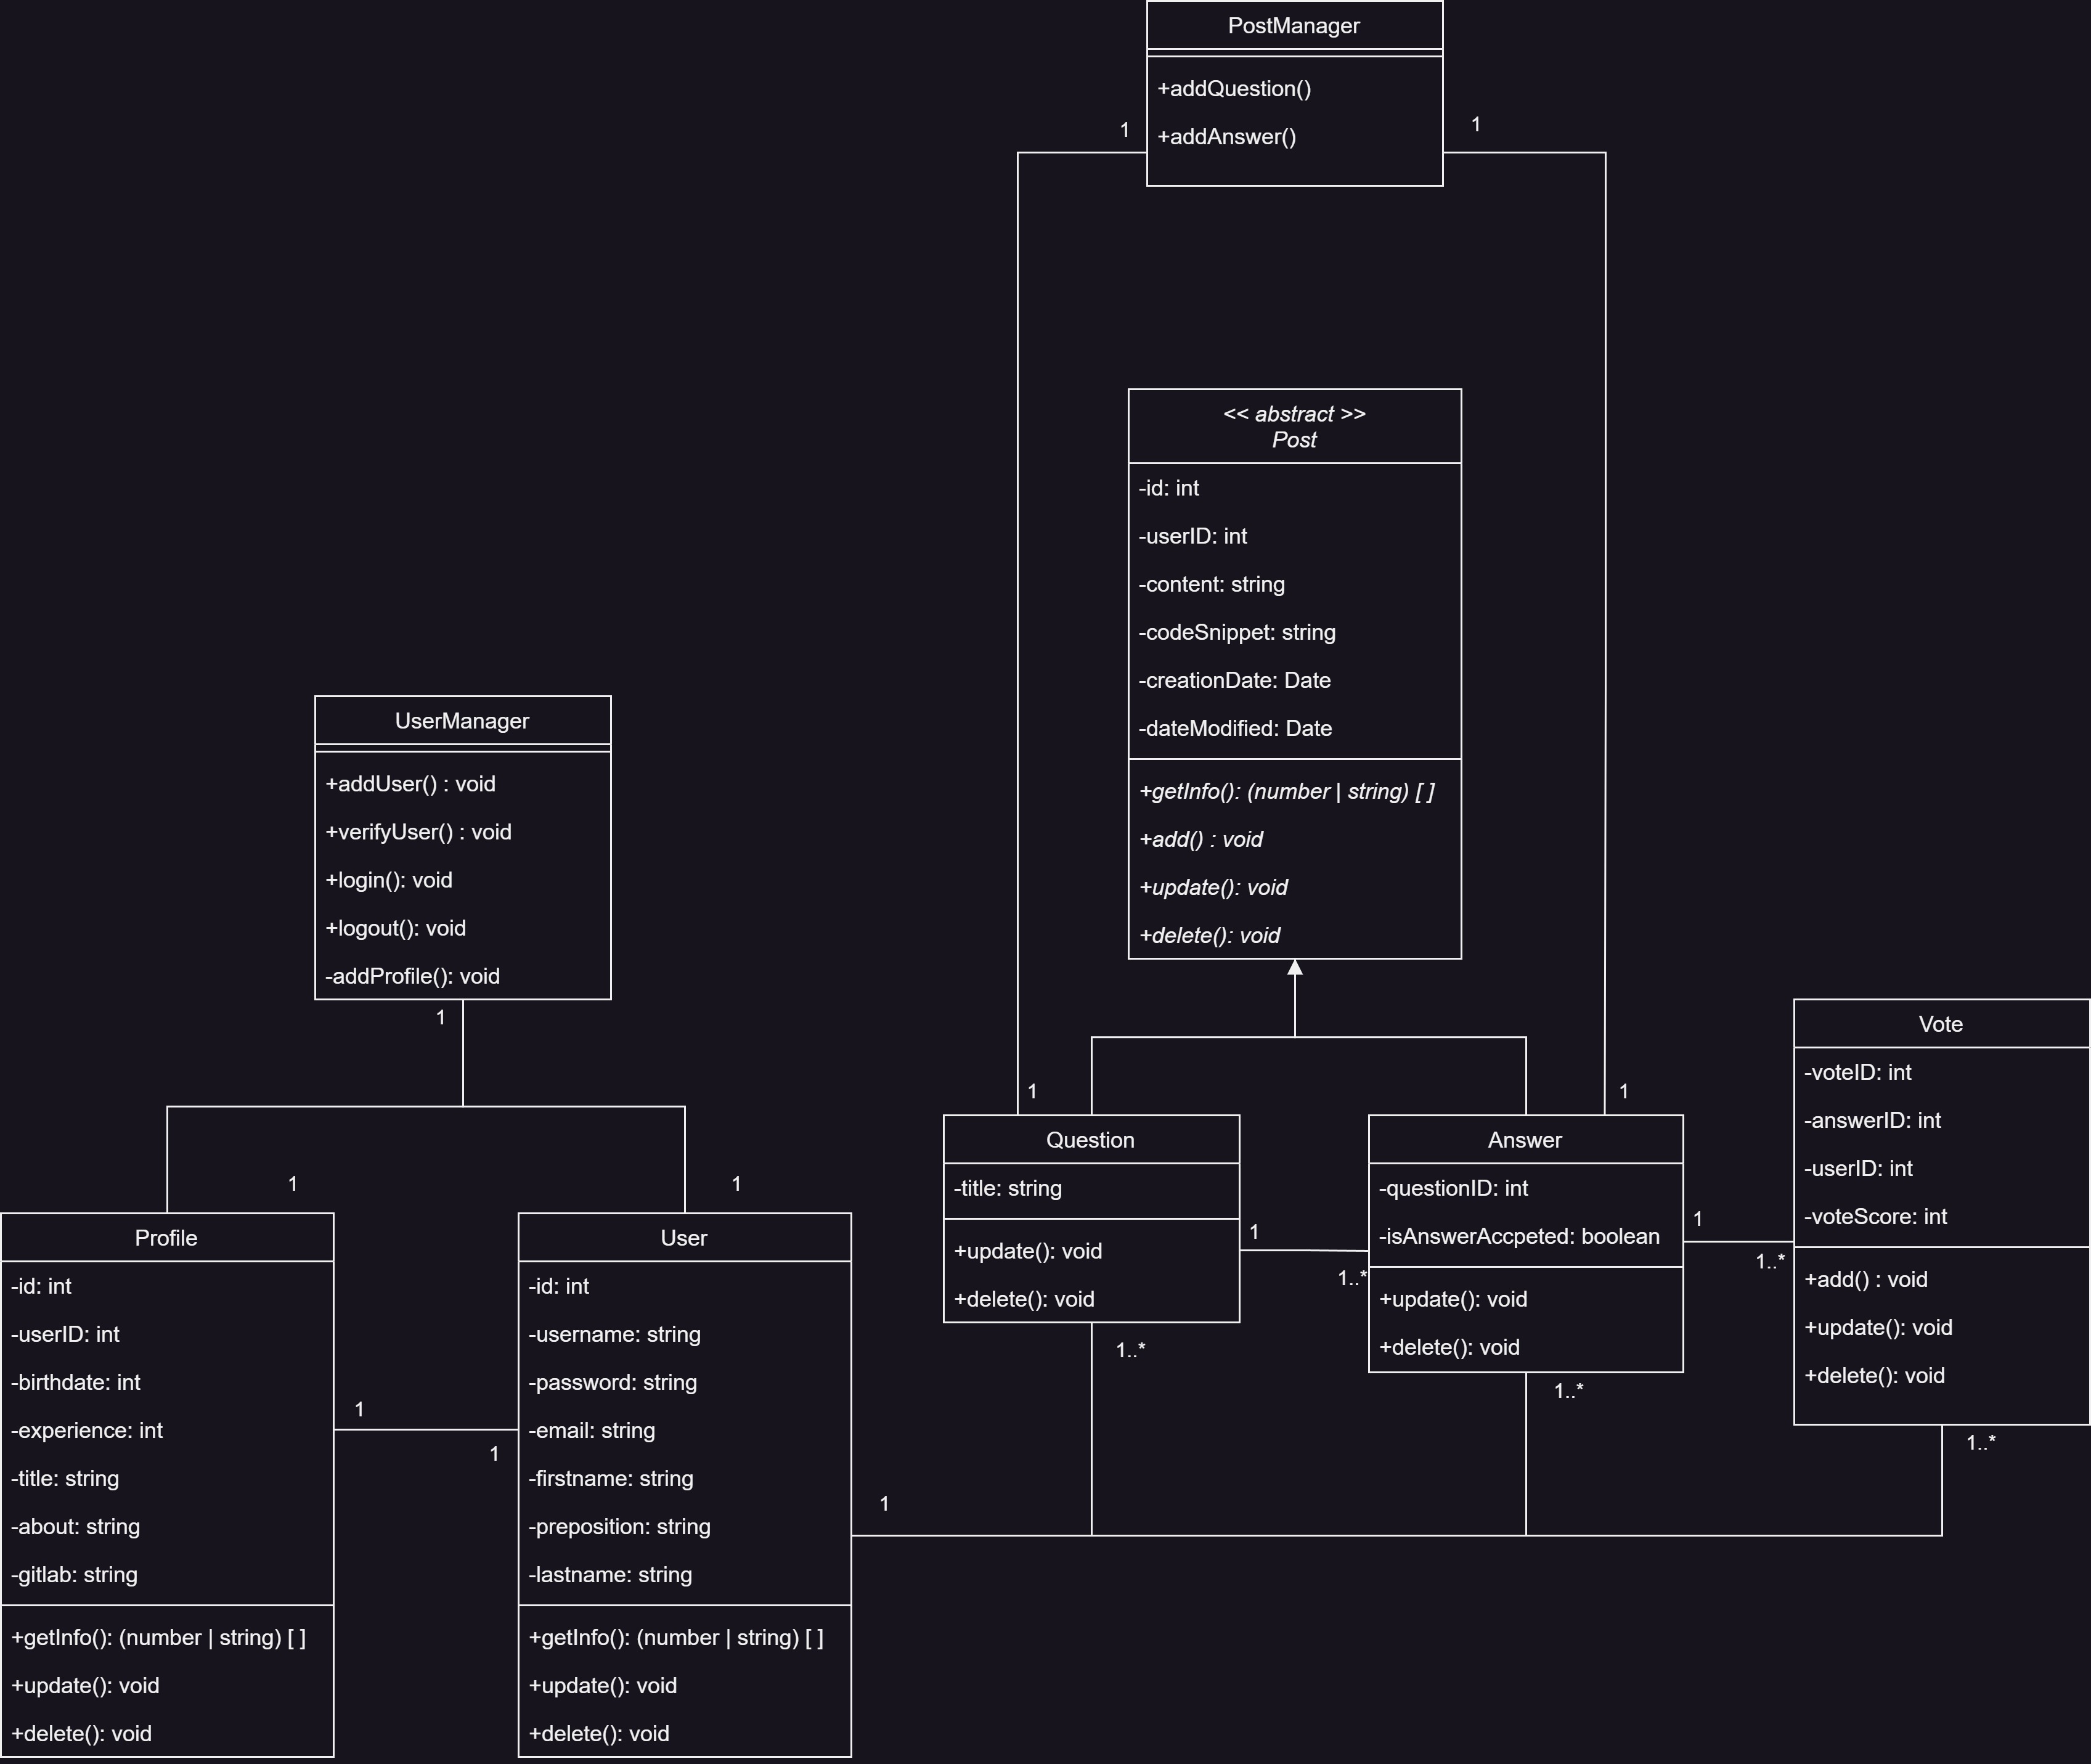 PostManager
+addQuestion()
+addAnswer()
1
1
<< abstract >>
Post
-id: int
-userID: int
-content: string
-codeSnippet: string
-creationDate: Date
-dateModified: Date
+getInfo(): (number | string) [ ]
+add() : void
+update(): void
+delete(): void
UserManager
+addUser() : void
+verifyUser() : void
+login(): void
+logout(): void
-addProfile(): void
1
1
1
1
1
Profile
-id: int
-userID: int
-birthdate: int
-experience: int
-title: string
-about: string
-gitlab: string
+getInfo(): (number | string) [ ]
+update(): void
+delete(): void
1
1
User
-id: int
-username: string
-password: string
-email: string
-firstname: string
-preposition: string
-lastname: string
+getInfo(): (number | string) [ ]
+update(): void
+delete(): void
1
Question
-title: string
+update(): void
+delete(): void
1
1..*
1..*
Answer
-questionID: int
-isAnswerAccpeted: boolean
+update(): void
+delete(): void
1
1..*
1..*
Vote
-voteID: int
-answerID: int
-userID: int
-voteScore: int
+add() : void
+update(): void
+delete(): void
1..*